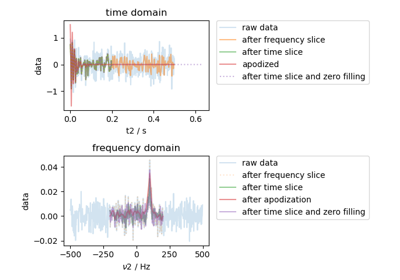 time domain
data
1
0
−1
0.0 0.2 0.4 0.6
t2 / s
raw data
after frequency slice
after time slice
apodized
after time slice and zero filling
frequency domain
data
0.04
0.02
0.00
−0.02
−500 −250 0 250 500
ν2 / Hz
raw data
after frequency slice
after time slice
after apodization
after time slice and zero filling